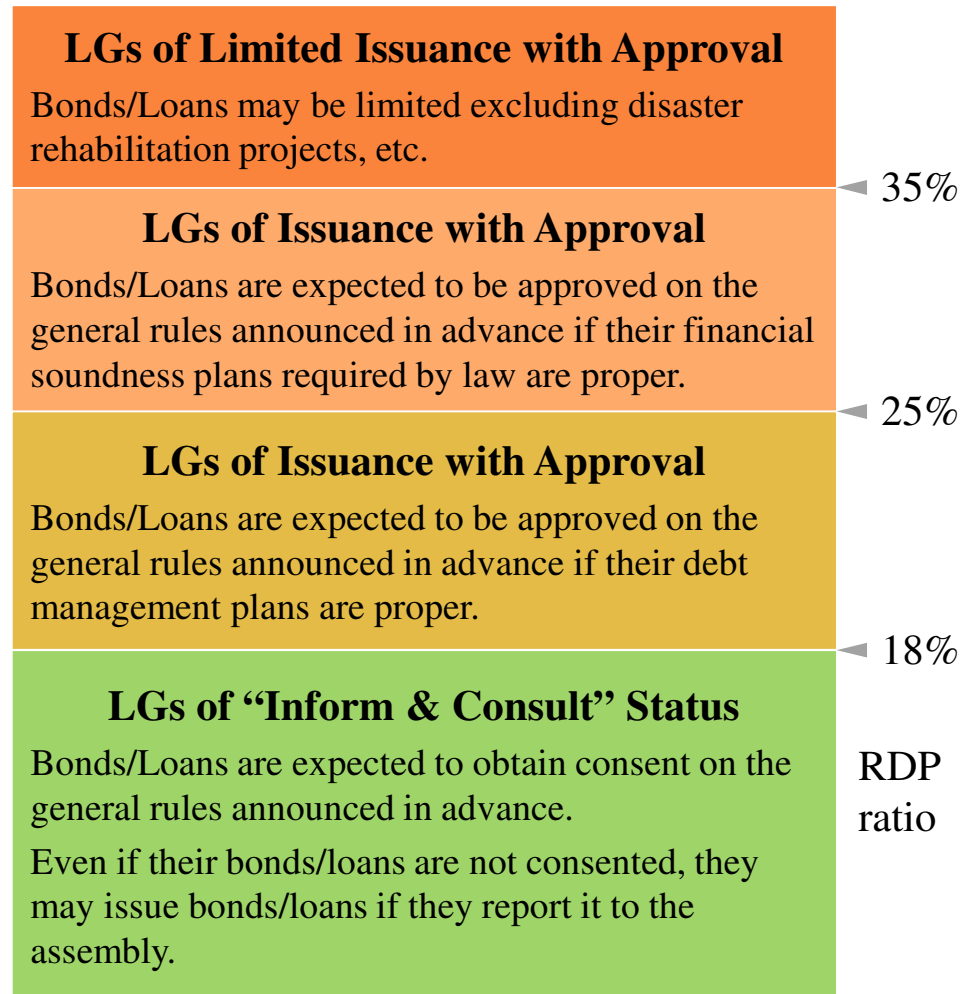 LGs of Limited Issuance with Approval
Bonds/Loans may be limited excluding disaster
rehabilitation projects, etc.
35%
LGs of Issuance with Approval
Bonds/Loans are expected to be approved on the
general rules announced in advance if their financial
soundness plans required by law are proper.
25%
LGs of Issuance with Approval
Bonds/Loans are expected to be approved on the
general rules announced in advance if their debt
management plans are proper.
18%
LGs of “Inform & Consult” Status
Bonds/Loans are expected to obtain consent on the
general rules announced in advance.
Even if their bonds/loans are not consented, they
may issue bonds/loans if they report it to the
assembly.
RDP
ratio